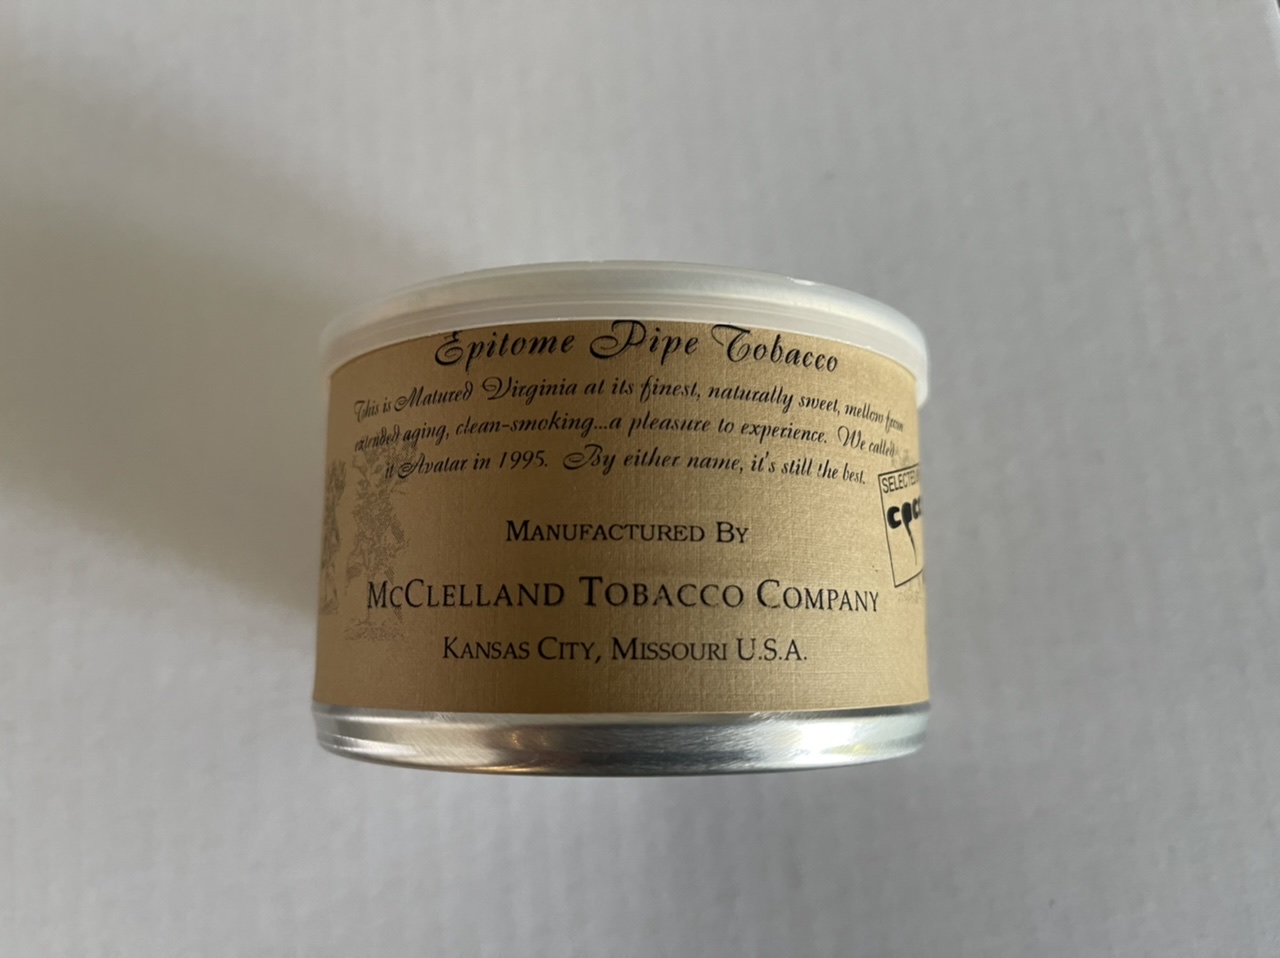 Epitome Pipe Tobacco
This is Matured Virginia at its finest, naturally sweet, mellow from
extended aging, clean-smoking...a pleasure to experience. We called
it Avatar in 1995. By either name, it's still the best.
SELECTED
MANUFACTURED BY
MCCLELLAND TOBACCO COMPANY
KANSAS CITY, MISSOURI U.S.A.